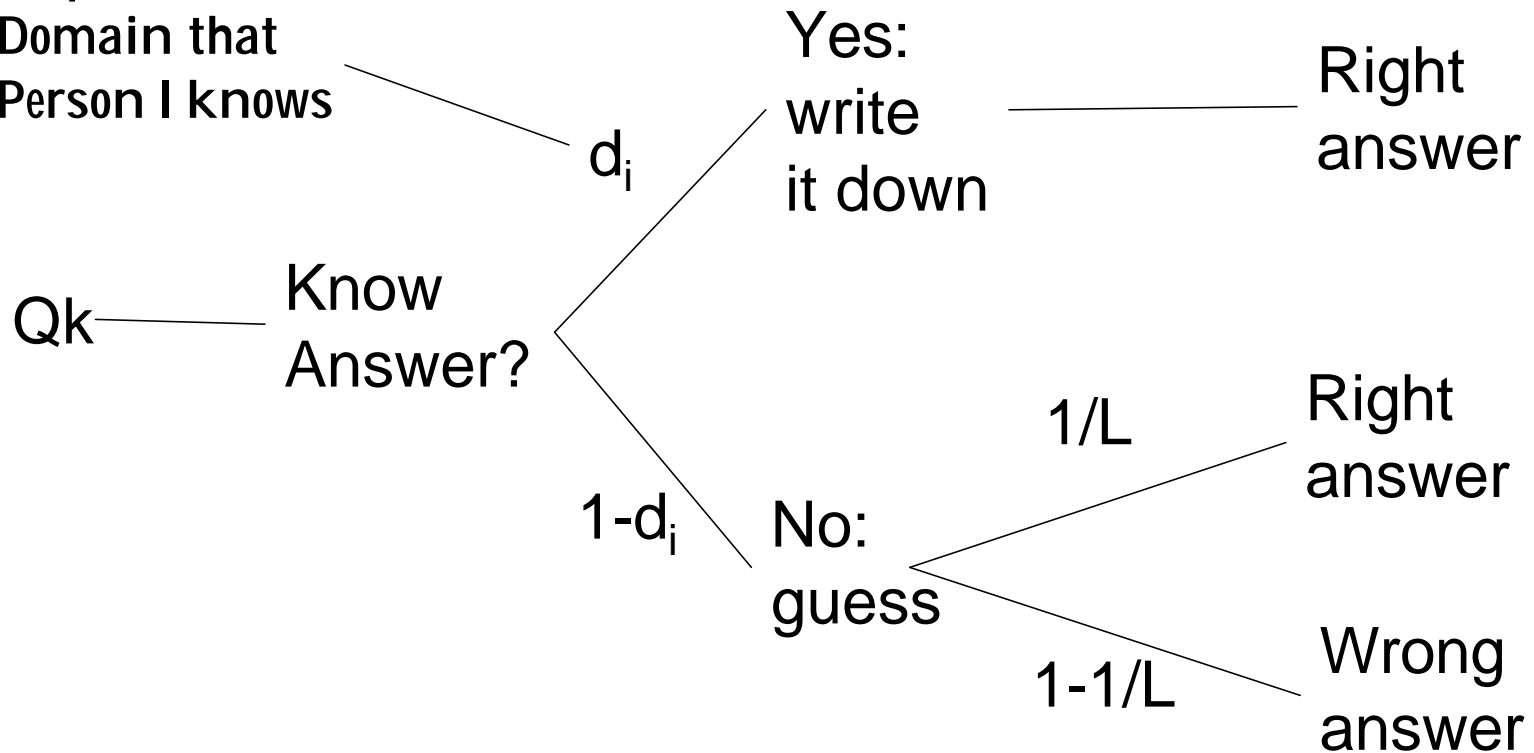 Domain that
Person I knows
d_i
Yes:
write
it down
Right
answer
Qk
Know
Answer?
1/L
Right
answer
1-d_i
No:
guess
1-1/L
Wrong
answer